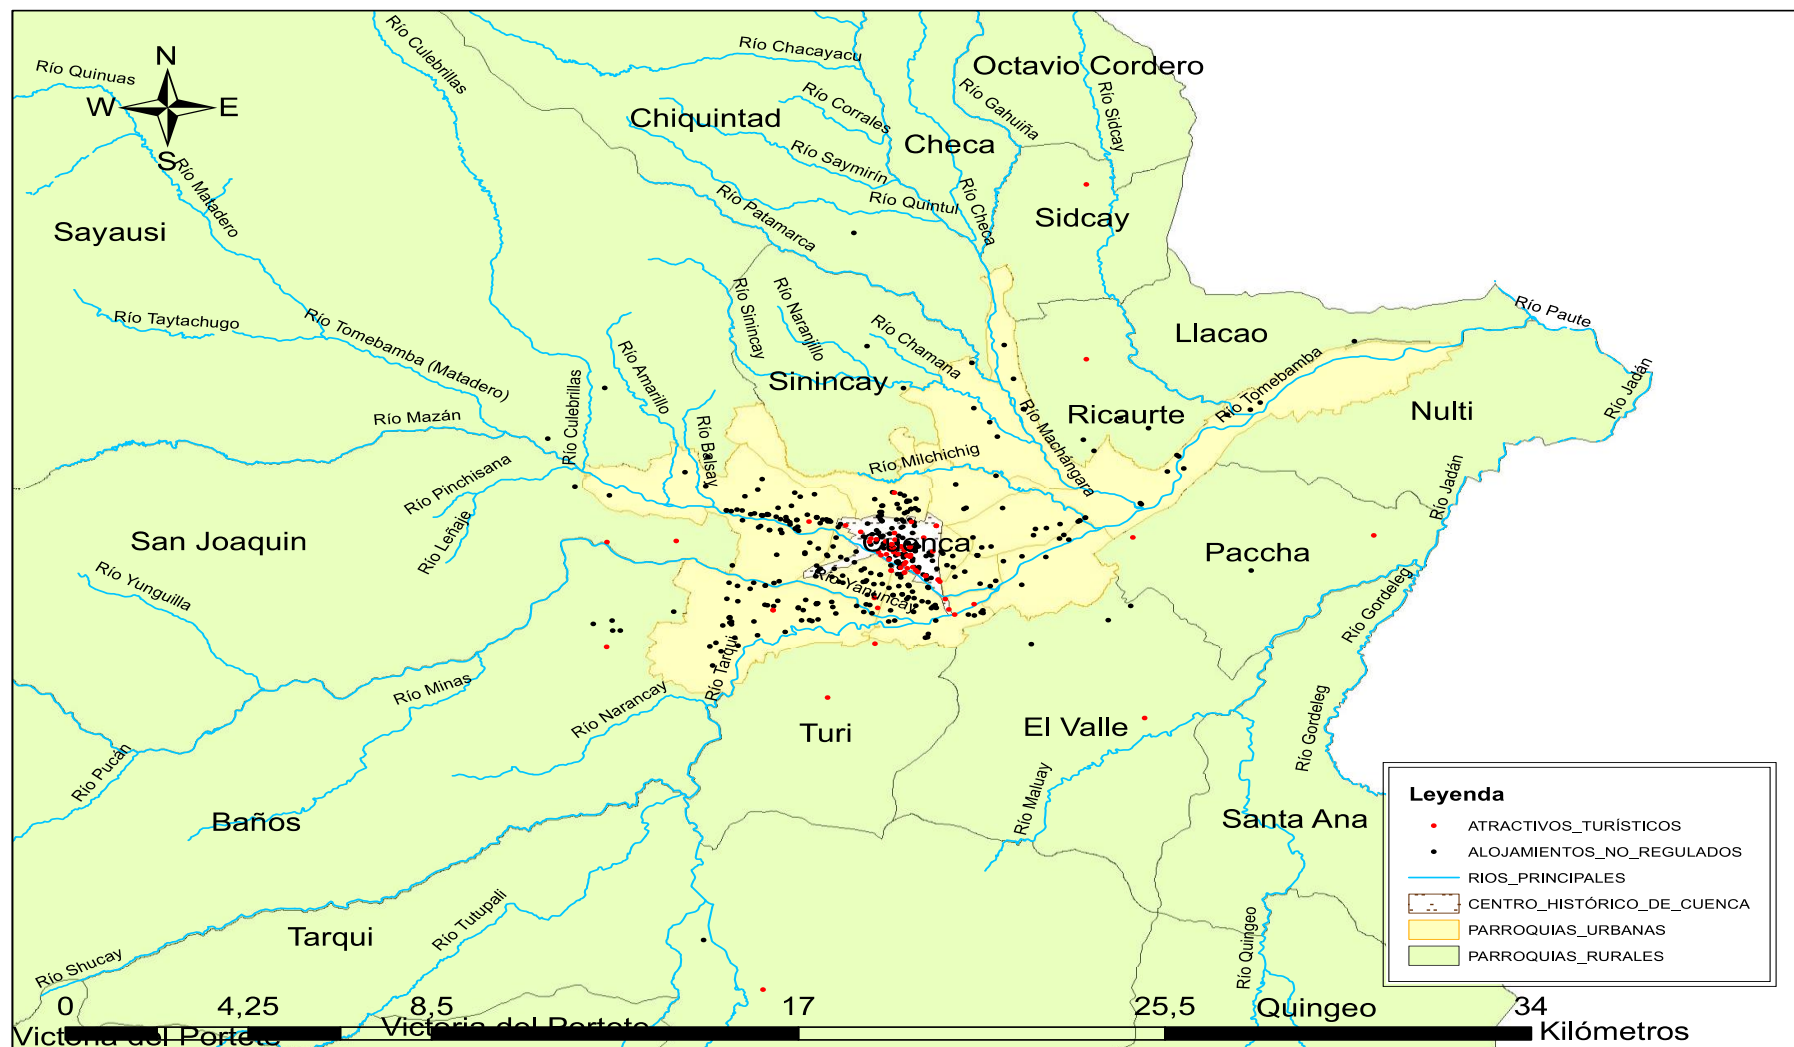 Río Quinuas
N
W
E
S
Río Culebrillas
Río Chacayacu
Octavio Cordero
Río Corrales
Río Gahuiña
Río Sidcay
Chiquintad
Checa
Río Saymirín
Río Matadero
Río Patamarca
Río Quintul
Río Checa
Sidcay
Sayausi
Río Taytachugo
Río Tomebamba (Matadero)
Río Sinincay
Río Naranjillo
Río Chamana
Llacao
Río Paute
Río Amarillo
Río Culebrillas
Sinincay
Río Tomebamba
Río Jadán
Río Mazán
Ricaurte
Nulti
Río Balsay
Río Machángara
Río Milchichig
Río Pinchisana
Río Jadán
Río Leñaje
San Joaquin
Cuenca
Paccha
Río Yunguilla
Río Yanuncay
Río Gordeleg
Río Tarqui
Río Minas
Río Narancay
Turi
El Valle
Río Gordeleg
Río Pucán
Río Maluay
Baños
Santa Ana
Leyenda
ATRACTIVOS_TURÍSTICOS
ALOJAMIENTOS_NO_REGULADOS
RIOS_PRINCIPALES
CENTRO_HISTÓRICO_DE_CUENCA
PARROQUIAS_URBANAS
PARROQUIAS_RURALES
Río Tutupali
Tarqui
Río Quingeo
Río Shucay
Quingeo
0 4,25 8,5 17 25,5 34
Kilómetros
Victoria del Portete
Victoria del Portete